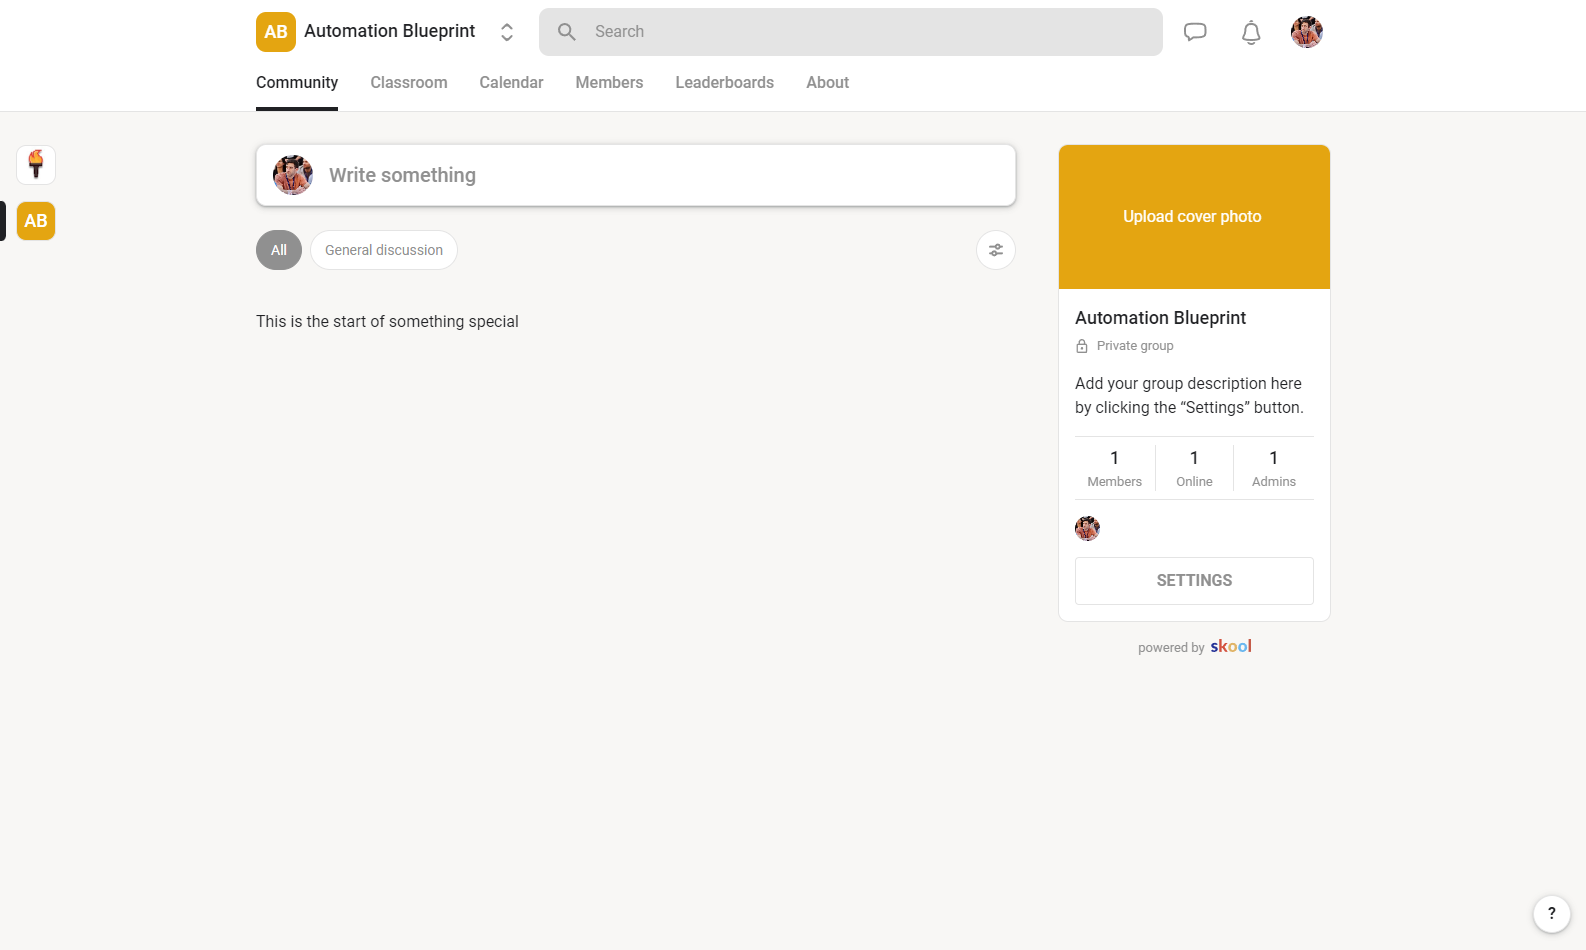 AB Automation Blueprint
Search
Community Classroom Calendar Members Leaderboards About
AB
Write something
All General discussion
This is the start of something special
Upload cover photo
Automation Blueprint
Private group
Add your group description here
by clicking the “Settings” button.
1 1 1
Members Online Admins
SETTINGS
powered by skool
?